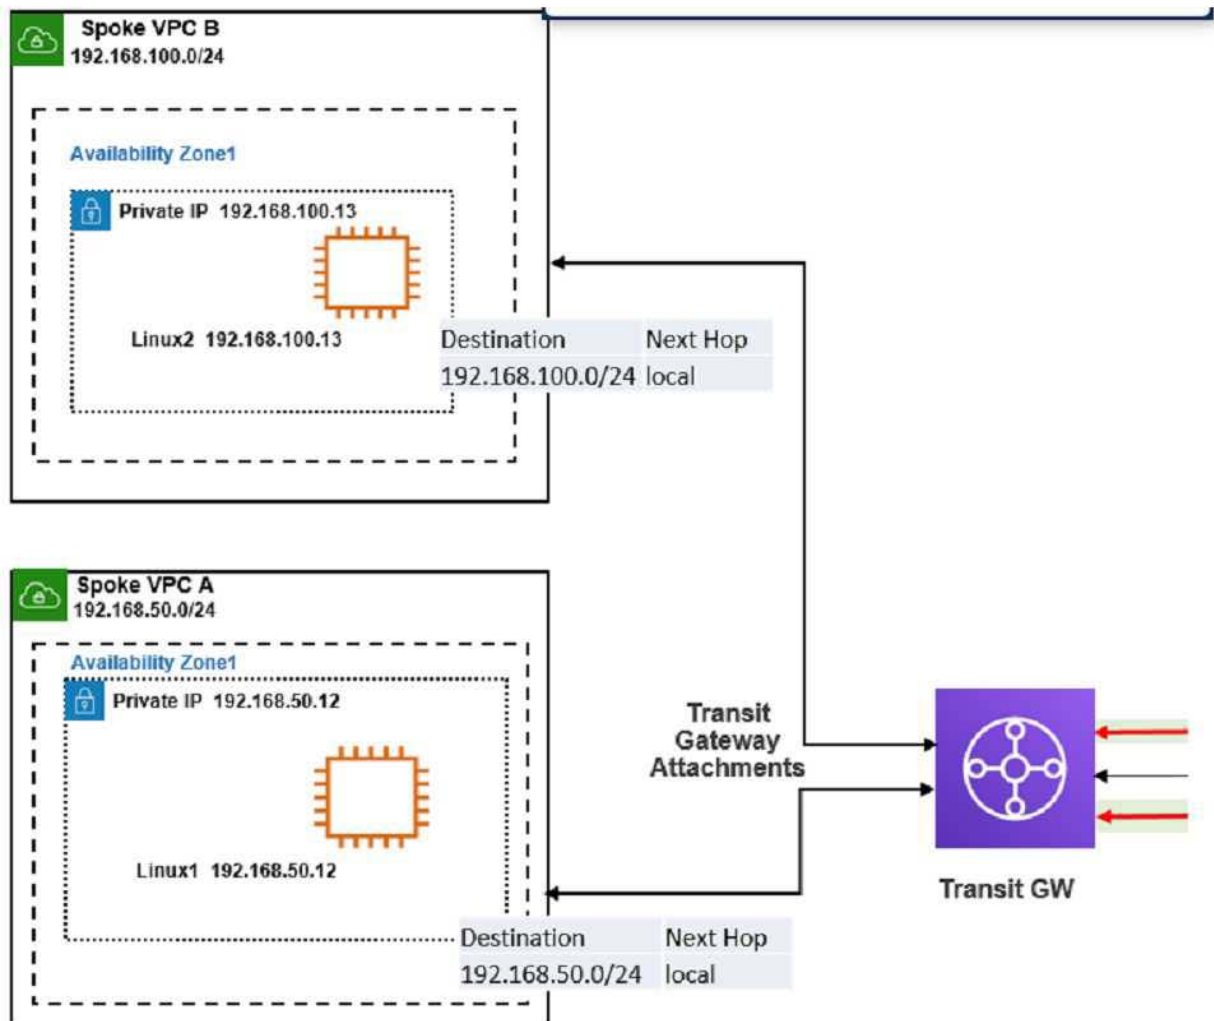 Spoke VPC B
192.168.100.0/24
Availability Zone1
Private IP 192.168.100.13
Linux2 192.168.100.13
Destination Next Hop
192.168.100.0/24 local
Spoke VPC A
192.168.50.0/24
Availability Zone1
Private IP 192.168.50.12
Linux1 192.168.50.12
Destination Next Hop
192.168.50.0/24 local
Transit
Gateway
Attachments
Transit GW